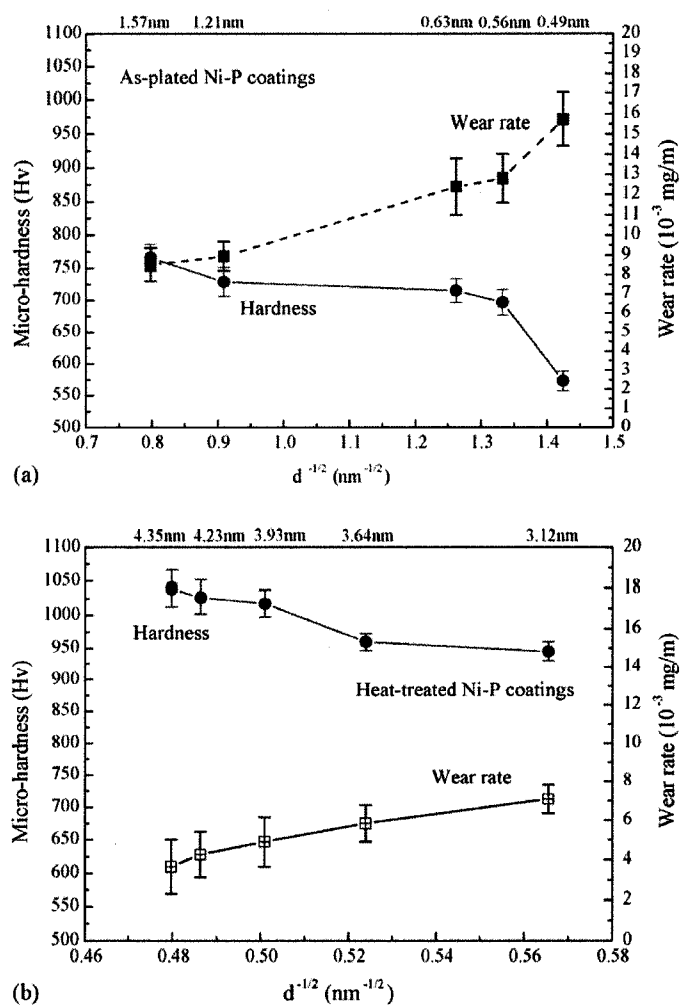 1.57nm 1.21nm 0.63nm 0.56nm 0.49nm
1100 20
1050 19
18
1000 17
16
950 15
14
900 13
850 12
11
800 10
9
750 8
700 7
6
650 5
600 4
3
550 2
1
500 0
As-plated Ni-P coatings
Wear rate
Hardness
Micro-hardness (Hv)
Wear rate (10⁻³ mg/m)
0.7 0.8 0.9 1.0 1.1 1.2 1.3 1.4 1.5
(a) d⁻¹/² (nm⁻¹/²)
4.35nm 4.23nm 3.93nm 3.64nm 3.12nm
1100 20
1050 18
1000
950 16
900 14
850 12
800 10
750
700 8
650 6
600 4
550 2
500 0
Hardness
Heat-treated Ni-P coatings
Wear rate
Micro-hardness (Hv)
Wear rate (10⁻³ mg/m)
0.46 0.48 0.50 0.52 0.54 0.56 0.58
(b) d⁻¹/² (nm⁻¹/²)